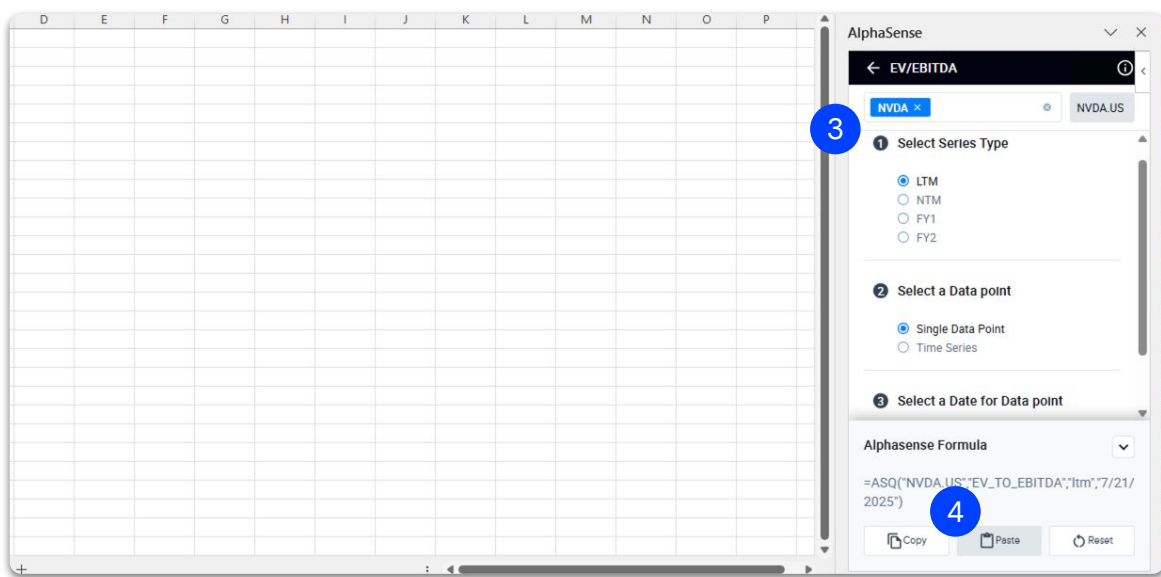 D E F G H I J K L M N O P
AlphaSense
EV/EBITDA
NVDA ×
NVDA.US
3
1 Select Series Type
LTM
NTM
FY1
FY2
2 Select a Data point
Single Data Point
Time Series
3 Select a Date for Data point
Alphasense Formula
=ASQ("NVDA.US","EV_TO_EBITDA","ltm","7/21/
2025")
4
Copy Paste Reset